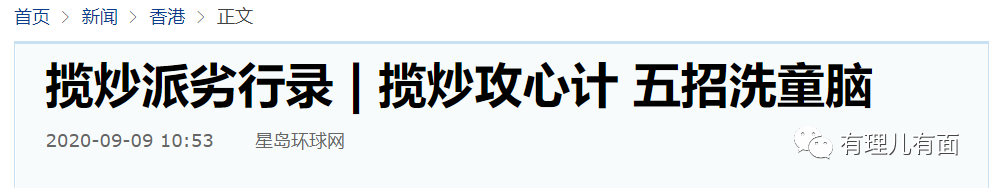 首页 > 新闻 > 香港 > 正文
揽炒派劣行录 | 揽炒攻心计 五招洗童脑
2020-09-09 10:53 星岛环球网
有理儿有面